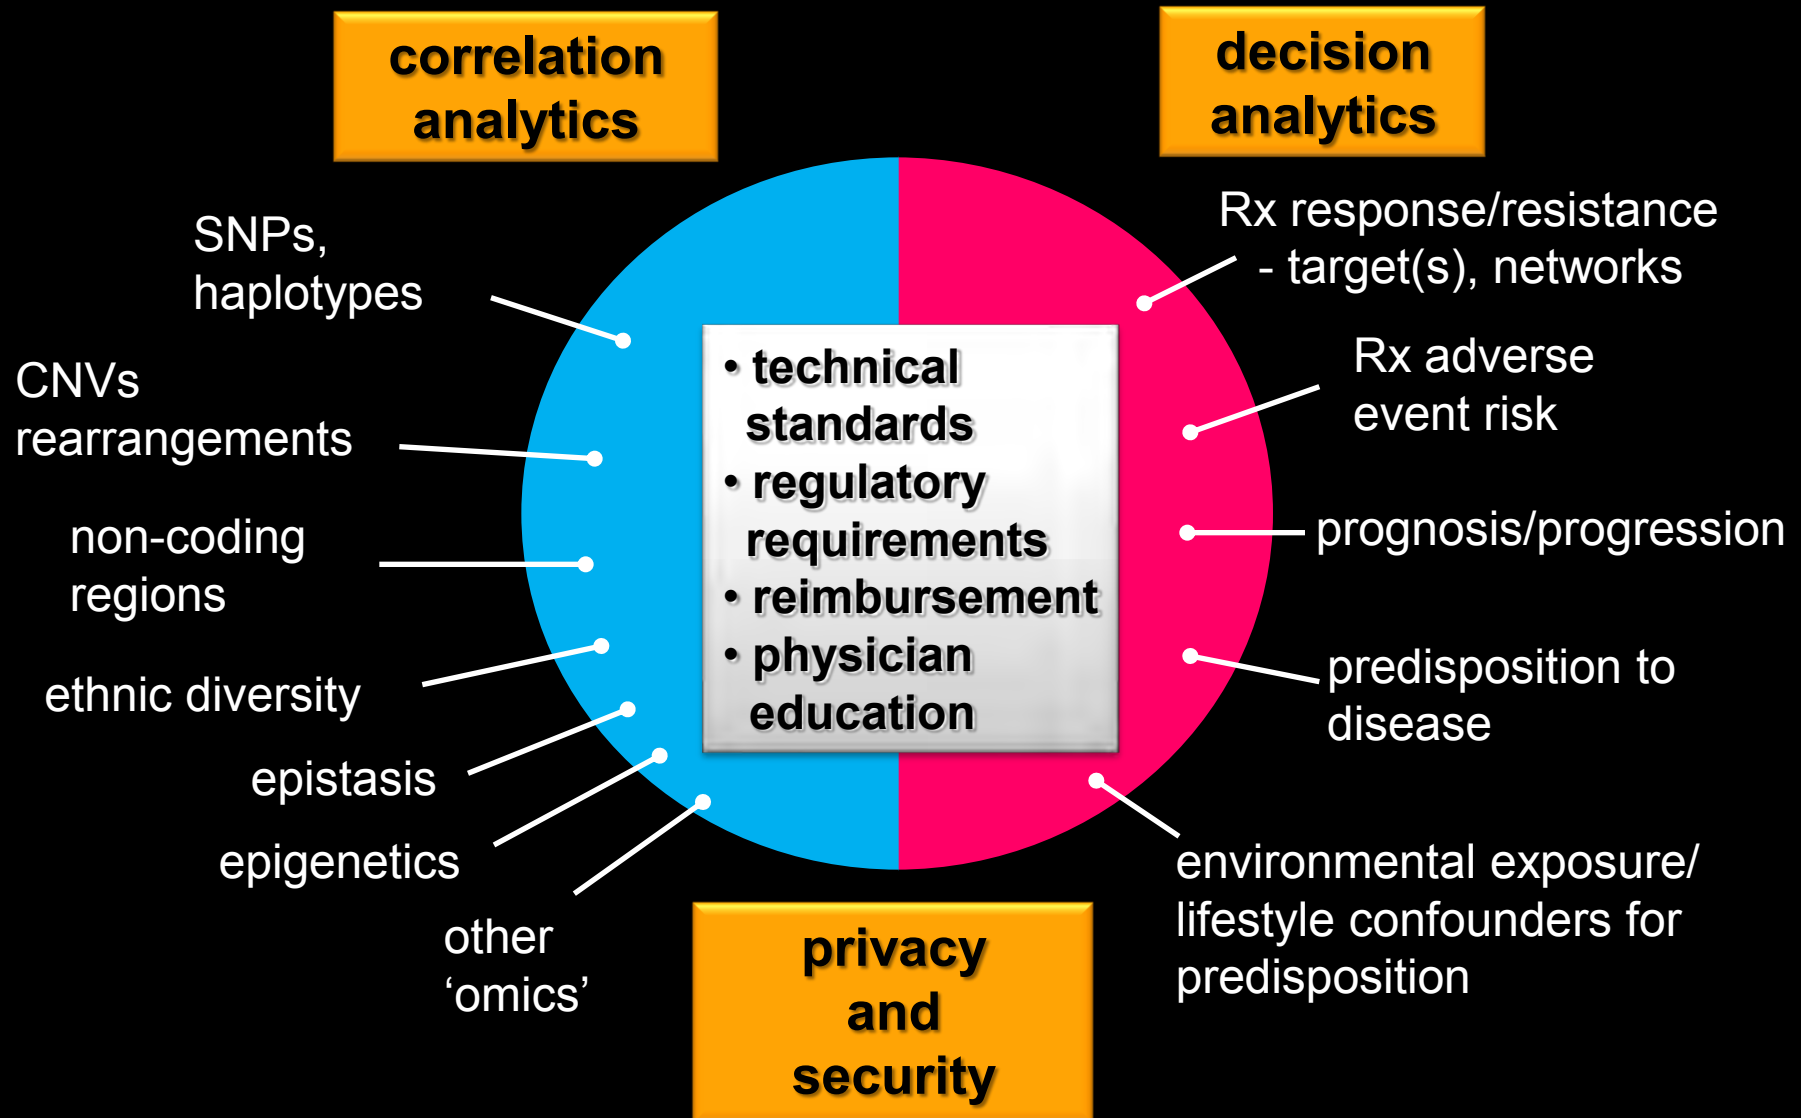 correlation
analytics
decision
analytics
SNPs,
haplotypes
CNVs
rearrangements
non-coding
regions
ethnic diversity
epistasis
epigenetics
other
‘omics’
• technical
standards
• regulatory
requirements
• reimbursement
• physician
education
Rx response/resistance
- target(s), networks
Rx adverse
event risk
prognosis/progression
predisposition to
disease
environmental exposure/
lifestyle confounders for
predisposition
privacy
and
security